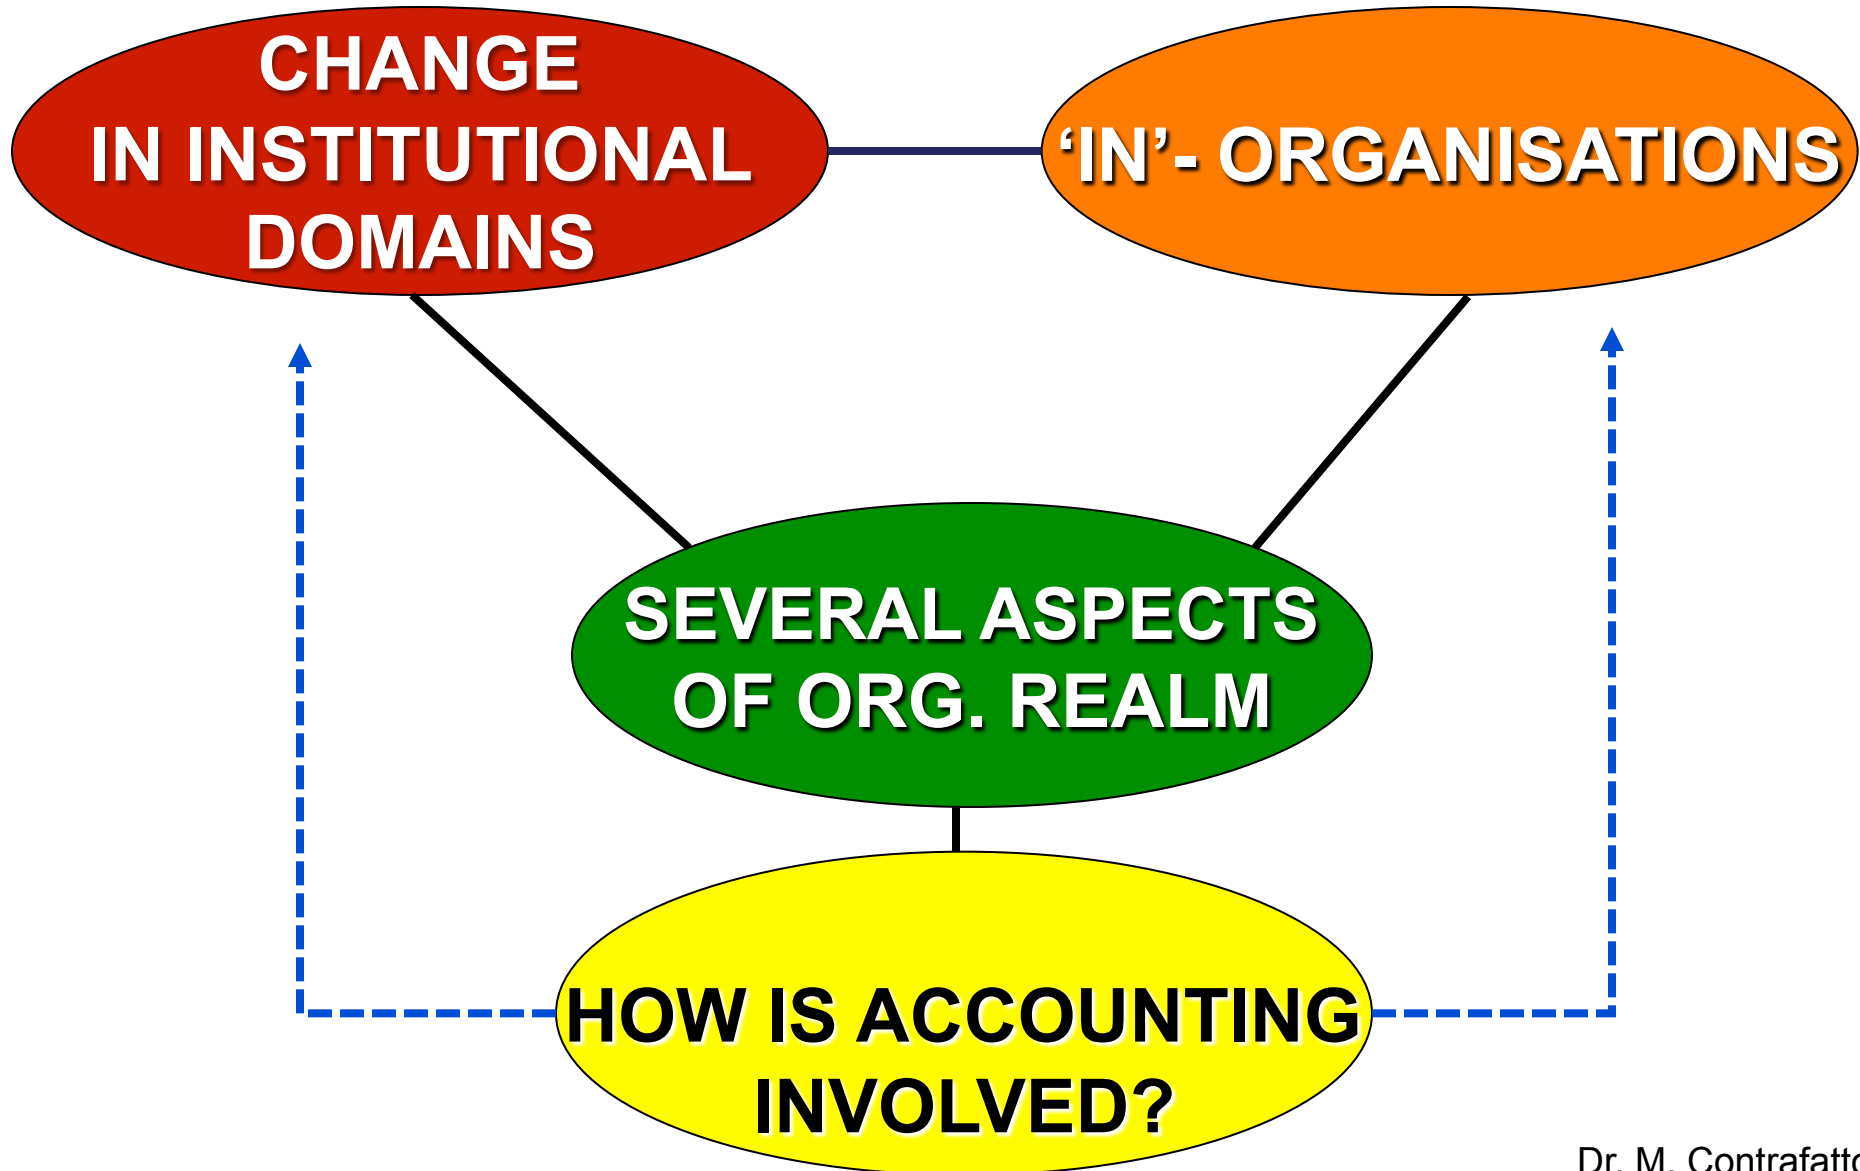 CHANGE
IN INSTITUTIONAL
DOMAINS
‘IN’- ORGANISATIONS
SEVERAL ASPECTS
OF ORG. REALM
HOW IS ACCOUNTING
INVOLVED?
Dr. M. Contrafatto